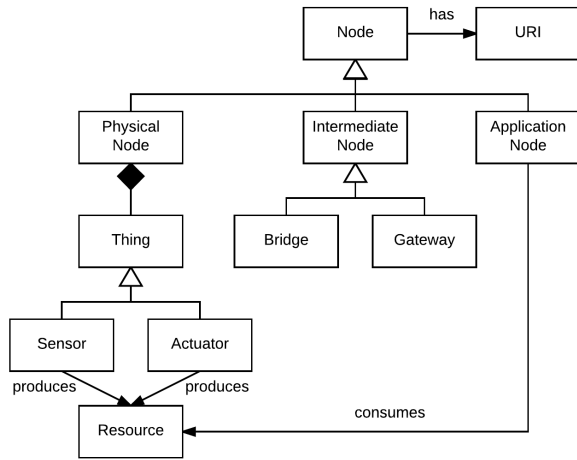 Node
has
URI
Physical
Node
Intermediate
Node
Application
Node
Thing
Bridge
Gateway
Sensor
Actuator
produces
produces
Resource
consumes